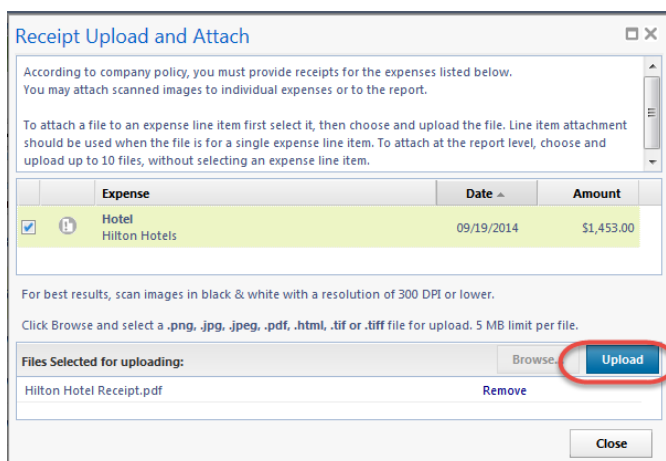 Receipt Upload and Attach
According to company policy, you must provide receipts for the expenses listed below.
You may attach scanned images to individual expenses or to the report.
To attach a file to an expense line item first select it, then choose and upload the file. Line item attachment
should be used when the file is for a single expense line item. To attach at the report level, choose and
upload up to 10 files, without selecting an expense line item.
Expense Date Amount
Hotel
Hilton Hotels 09/19/2014 $1,453.00
For best results, scan images in black & white with a resolution of 300 DPI or lower.
Click Browse and select a .png, .jpg, .jpeg, .pdf, .html, .tif or .tiff file for upload. 5 MB limit per file.
Files Selected for uploading: Browse... Upload
Hilton Hotel Receipt.pdf Remove
Close